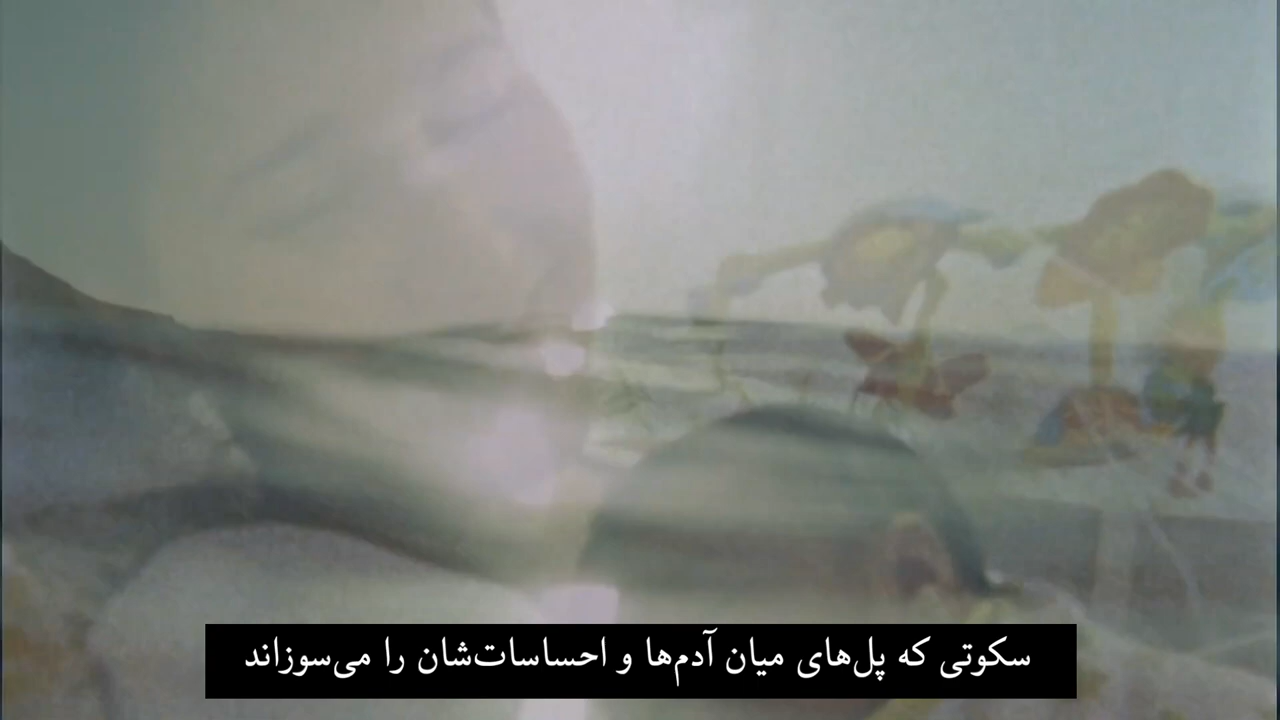 سکوتی که پل‌های میان آدم‌ها و احساسات‌شان را می‌سوزاند